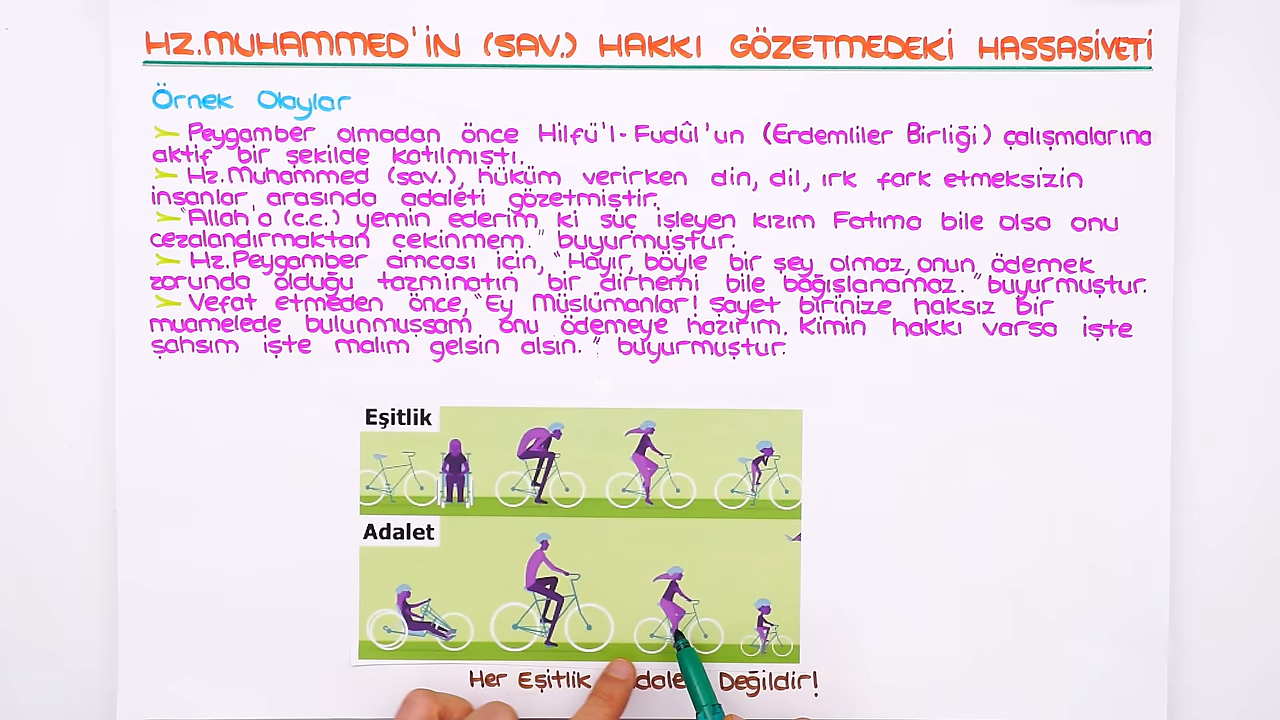 HZ.MUHAMMED'İN (SAV.) HAKKI GÖZETMEDEKİ HASSASİYETİ
Örnek Olaylar
Peygamber olmadan önce Hilfü'l-Fudûl'un (Erdemliler Birliği) çalışmalarına
aktif bir şekilde katılmıştı.
Hz.Muhammed (sav.), hüküm verirken din, dil, ırk fark etmeksizin
insanlar arasında adaleti gözetmiştir.
"Allah'a (c.c.) yemin ederim ki suç işleyen kızım Fatıma bile olsa onu
cezalandırmaktan çekinmem." buyurmuştur.
Hz.Peygamber amcası için, "Hayır, böyle bir şey olmaz, onun ödemek
zorunda olduğu tazminatın bir dirhemi bile bağışlanamaz." buyurmuştur.
Vefat etmeden önce, "Ey Müslümanlar! Şayet birinize haksız bir
muamelede bulunmuşsam onu ödemeye hazırım. Kimin hakkı varsa işte
şahsım işte malım gelsin alsın." buyurmuştur.
Eşitlik
Adalet
Her Eşitlik Değildir!